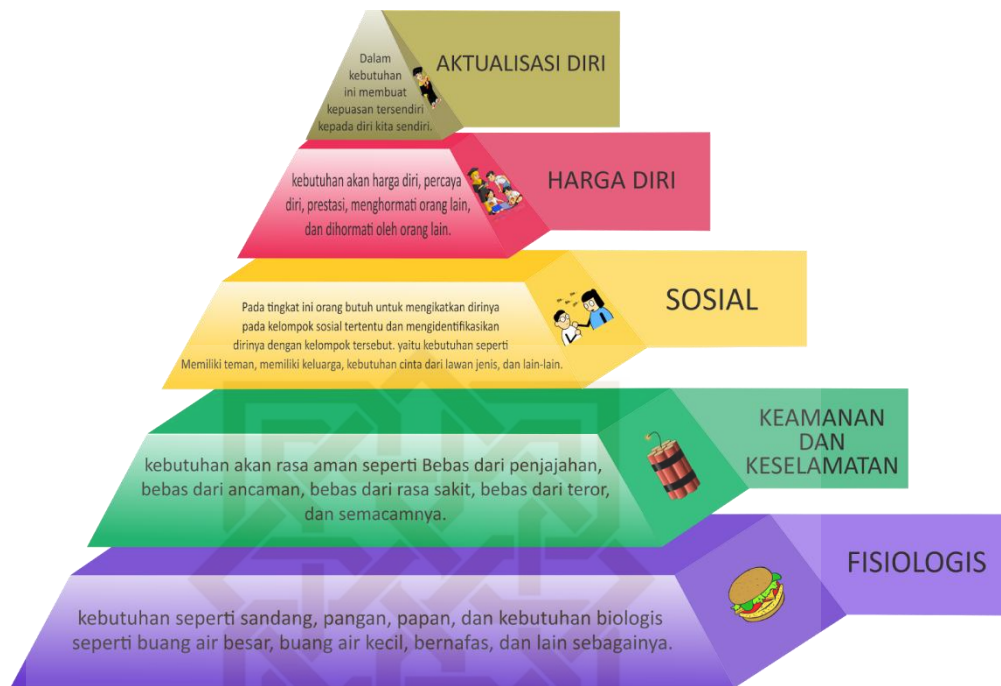 Dalam
kebutuhan
ini membuat
kepuasan tersendiri
kepada diri kita sendiri.
AKTUALISASI DIRI
kebutuhan akan harga diri, percaya
diri, prestasi, menghormati orang lain,
dan dihormati oleh orang lain.
HARGA DIRI
Pada tingkat ini orang butuh untuk mengikatkan dirinya
pada kelompok sosial tertentu dan mengidentifikasikan
dirinya dengan kelompok tersebut. yaitu kebutuhan seperti
Memiliki teman, memiliki keluarga, kebutuhan cinta dari lawan jenis, dan lain-lain.
SOSIAL
kebutuhan akan rasa aman seperti Bebas dari penjajahan,
bebas dari ancaman, bebas dari rasa sakit, bebas dari teror,
dan semacamnya.
KEAMANAN
DAN
KESELAMATAN
kebutuhan seperti sandang, pangan, papan, dan kebutuhan biologis
seperti buang air besar, buang air kecil, bernafas, dan lain sebagainya.
FISIOLOGIS